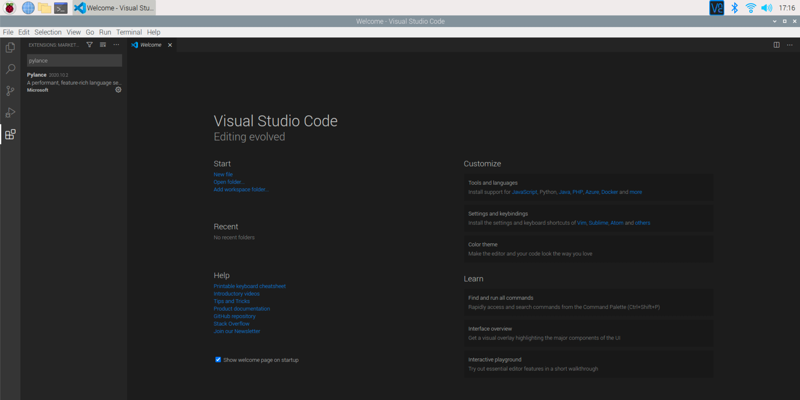 Welcome - Visual Studi...
17:16
Welcome - Visual Studio Code
File Edit Selection View Go Run Terminal Help
EXTENSIONS: MARKET...
Welcome
pylance
Pylance 2020.10.3
A performant, feature-rich language se...
Microsoft
Visual Studio Code
Editing evolved
Start
New file
Open folder...
Add workspace folder...
Recent
No recent folders
Help
Printable keyboard cheatsheet
Introductory videos
Tips and Tricks
Product documentation
GitHub repository
Stack Overflow
Join our Newsletter
Show welcome page on startup
Customize
Tools and languages
Install support for JavaScript, Python, Java, PHP, Azure, Docker and more
Settings and keybindings
Install the settings and keyboard shortcuts of Vim, Sublime, Atom and others
Color theme
Make the editor and your code look the way you love
Learn
Find and run all commands
Rapidly access and search commands from the Command Palette (Ctrl+Shift+P)
Interface overview
Get a visual overlay highlighting the major components of the UI
Interactive playground
Try out essential editor features in a short walkthrough